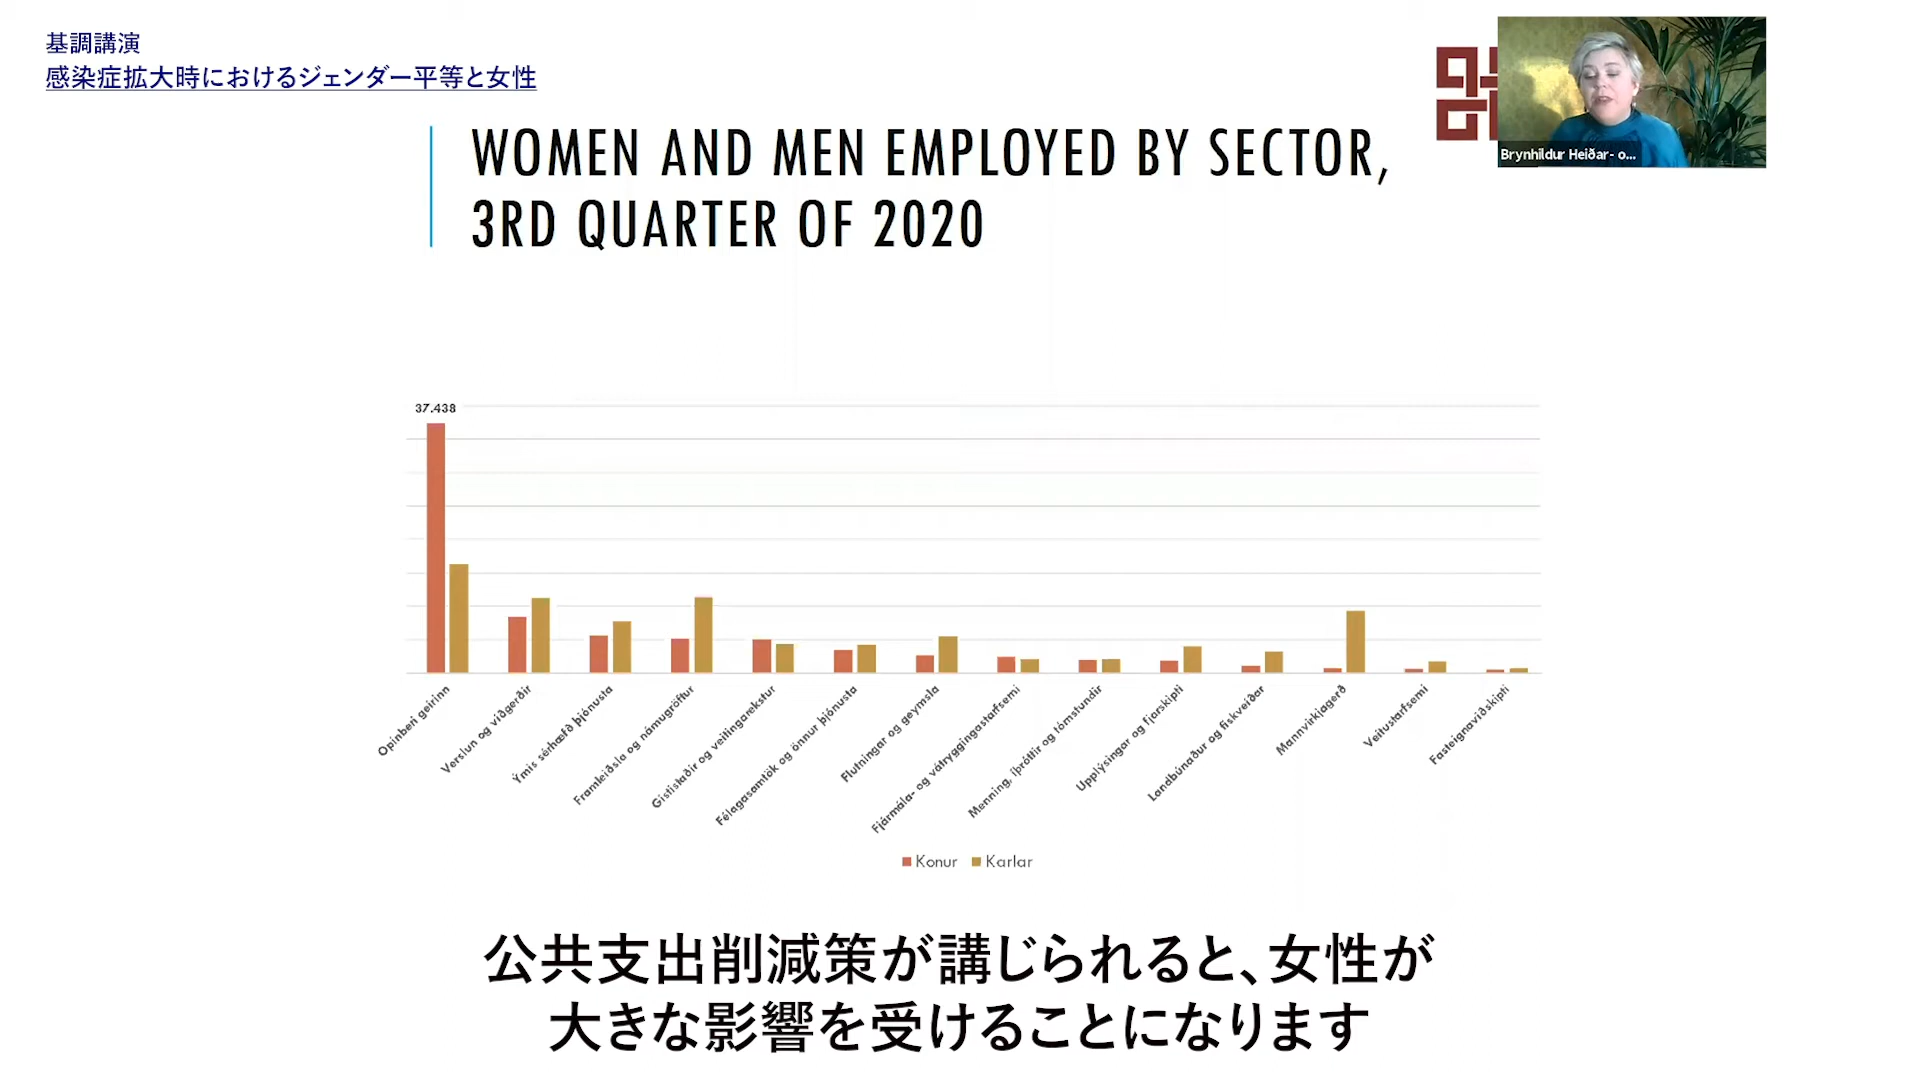 基調講演
感染症拡大時におけるジェンダー平等と女性
WOMEN AND MEN EMPLOYED BY SECTOR,
3RD QUARTER OF 2020
Brynhildur Heiðar- o...
37.438
Opinberi geirinn
Verslun og viðgerðir
Ýmis sérhæfð þjónusta
Framleiðsla og námugröftur
Gististaðir og veitingarekstur
Félagasamtök og önnur þjónusta
Flutningar og geymsla
Fjármála- og vátryggingastarfsemi
Menning, íþróttir og tómstundir
Upplýsingar og fjarskipti
Landbúnaður og fiskveiðar
Mannvirkjagerð
Veitustarfsemi
Fasteignaviðskipti
Konur Karlar
公共支出削減策が講じられると、女性が
大きな影響を受けることになります